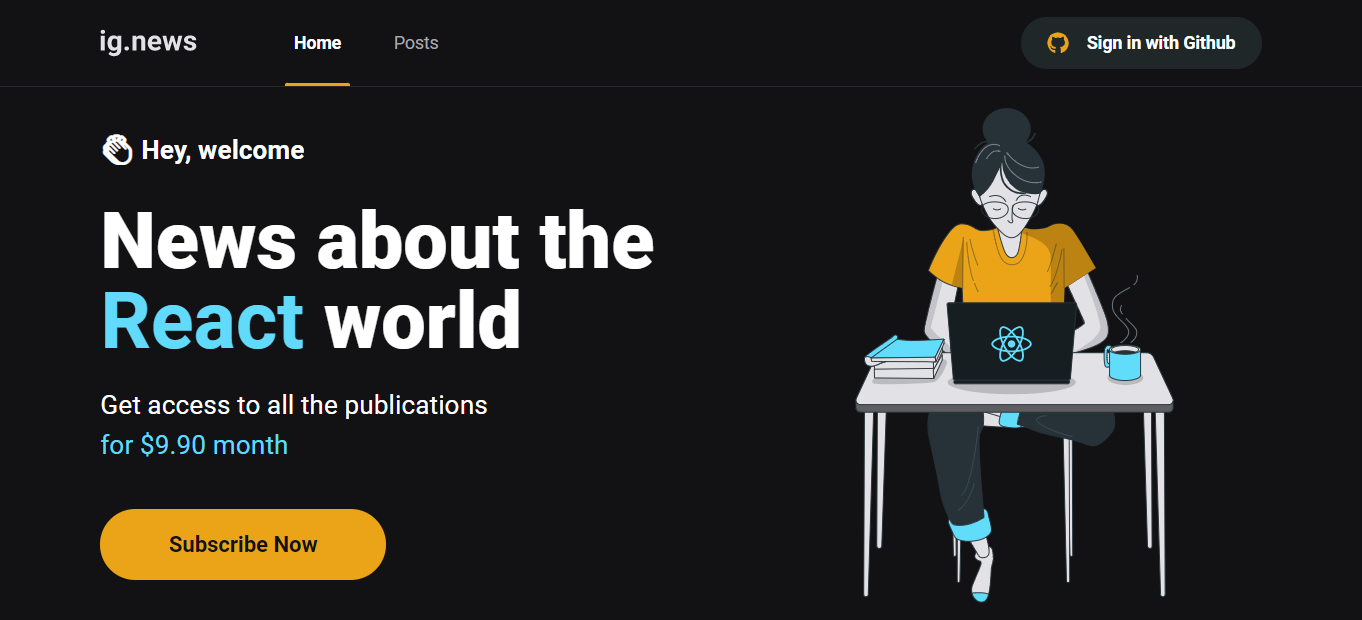 ig.news
Home
Posts
Sign in with Github
👏 Hey, welcome
News about the
React world
Get access to all the publications
for $9.90 month
Subscribe Now